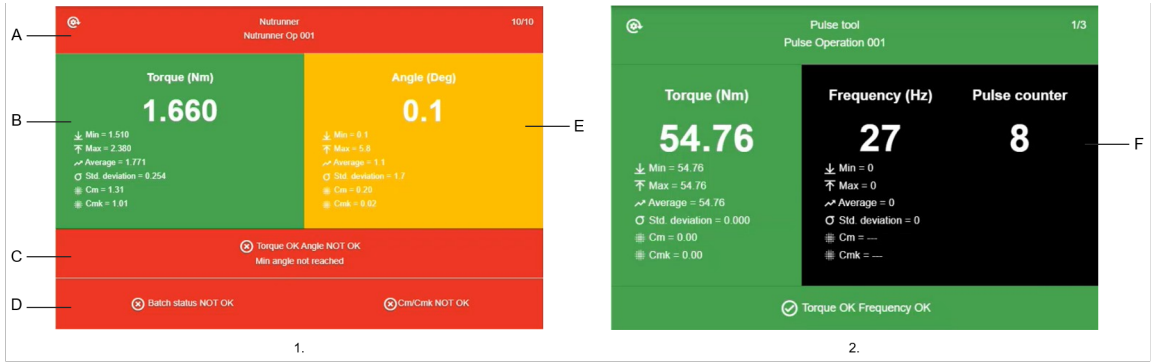 A
Nutrunner
10/10
Nutrunner Op 001
B
Torque (Nm)
1.660
Min = 1.510
Max = 2.380
Average = 1.771
Std. deviation = 0.254
Cm = 1.31
Cmk = 1.01
Angle (Deg)
0.1
Min = 0.1
Max = 5.8
Average = 1.1
Std. deviation = 1.7
Cm = 0.20
Cmk = 0.02
E
C
Torque OK Angle NOT OK
Min angle not reached
D
Batch status NOT OK
Cm/Cmk NOT OK
1.
Pulse tool
1/3
Pulse Operation 001
Torque (Nm)
54.76
Min = 54.76
Max = 54.76
Average = 54.76
Std. deviation = 0.000
Cm = 0.00
Cmk = 0.00
Frequency (Hz)
27
Min = 0
Max = 0
Average = 0
Std. deviation = 0
Cm = ---
Cmk = ---
Pulse counter
8
F
Torque OK Frequency OK
2.